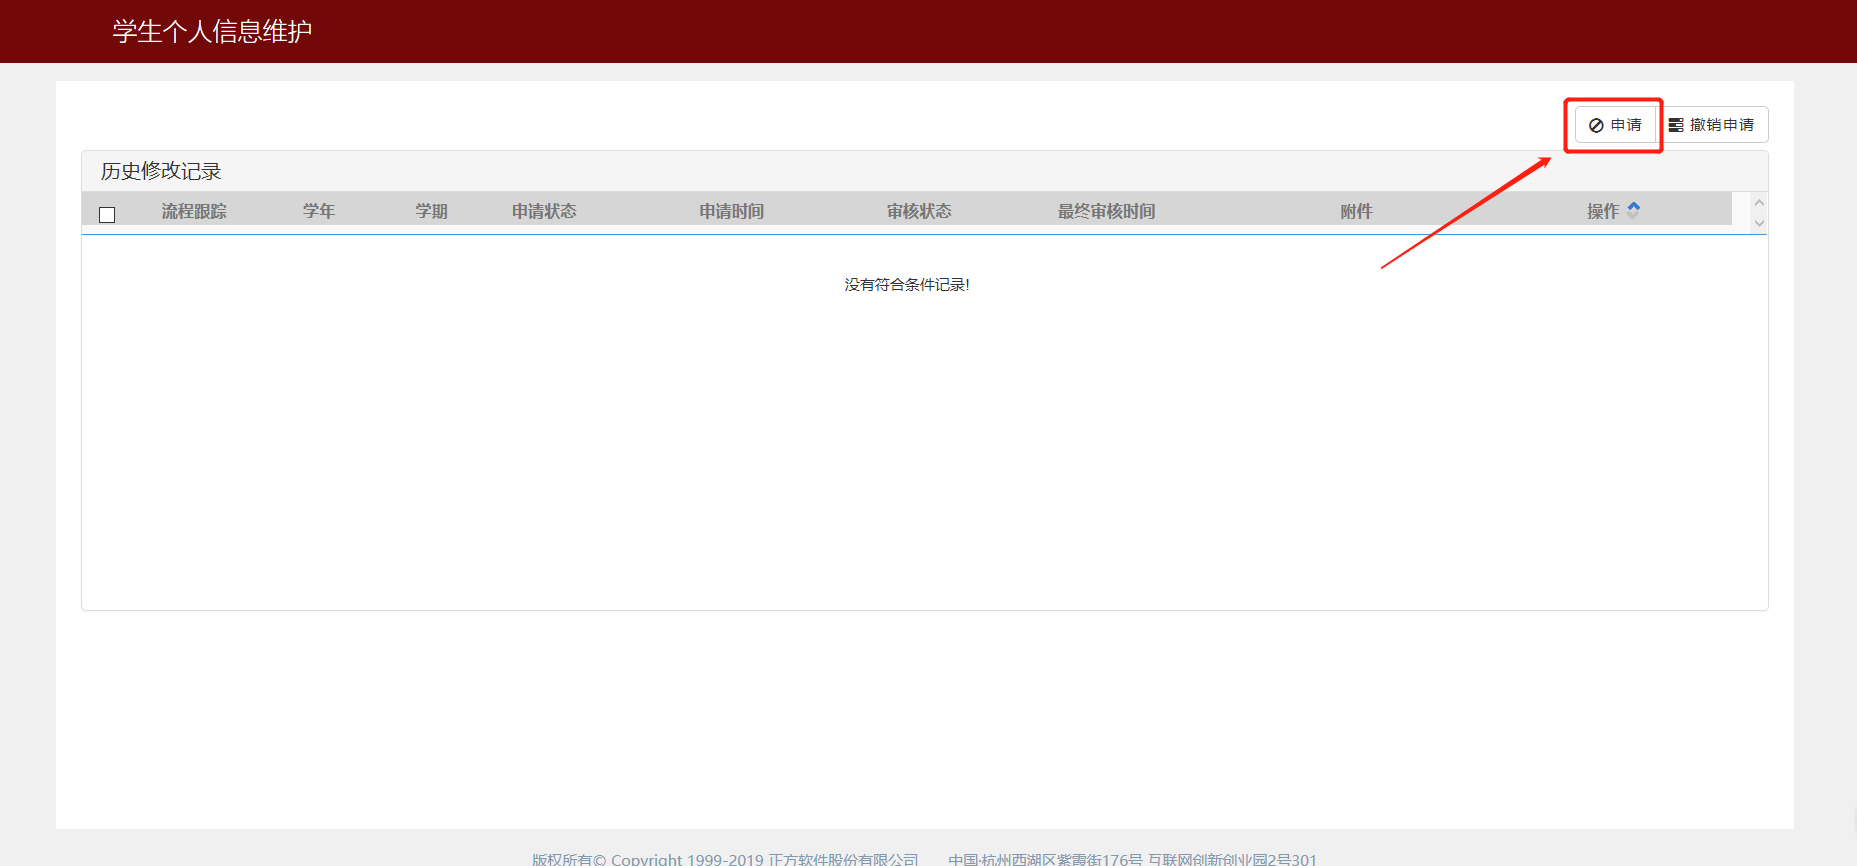 学生个人信息维护
申请 撤销申请
历史修改记录
流程跟踪 学年 学期 申请状态 申请时间 审核状态 最终审核时间 附件 操作
没有符合条件记录!
版权所有© Copyright 1999-2019 正方软件股份有限公司 中国·杭州西湖区紫霞街176号 互联网创新创业园2号301